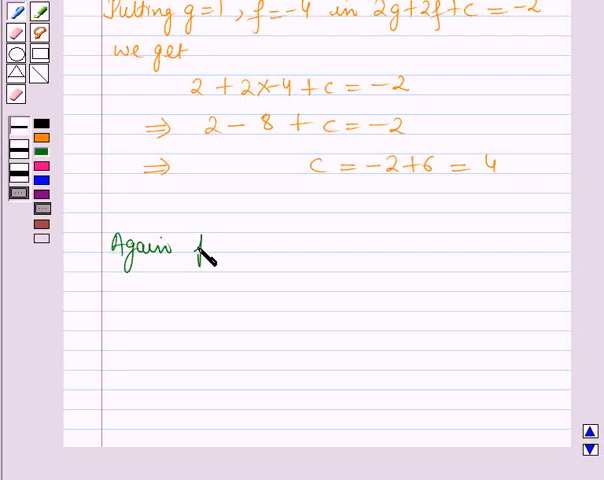 Putting g=1, f=-4 in 2g+2f+c=-2
we get
2 + 2x-4 + c = -2
⇒ 2 - 8 + c = -2
⇒ c = -2+6 = 4
Again f